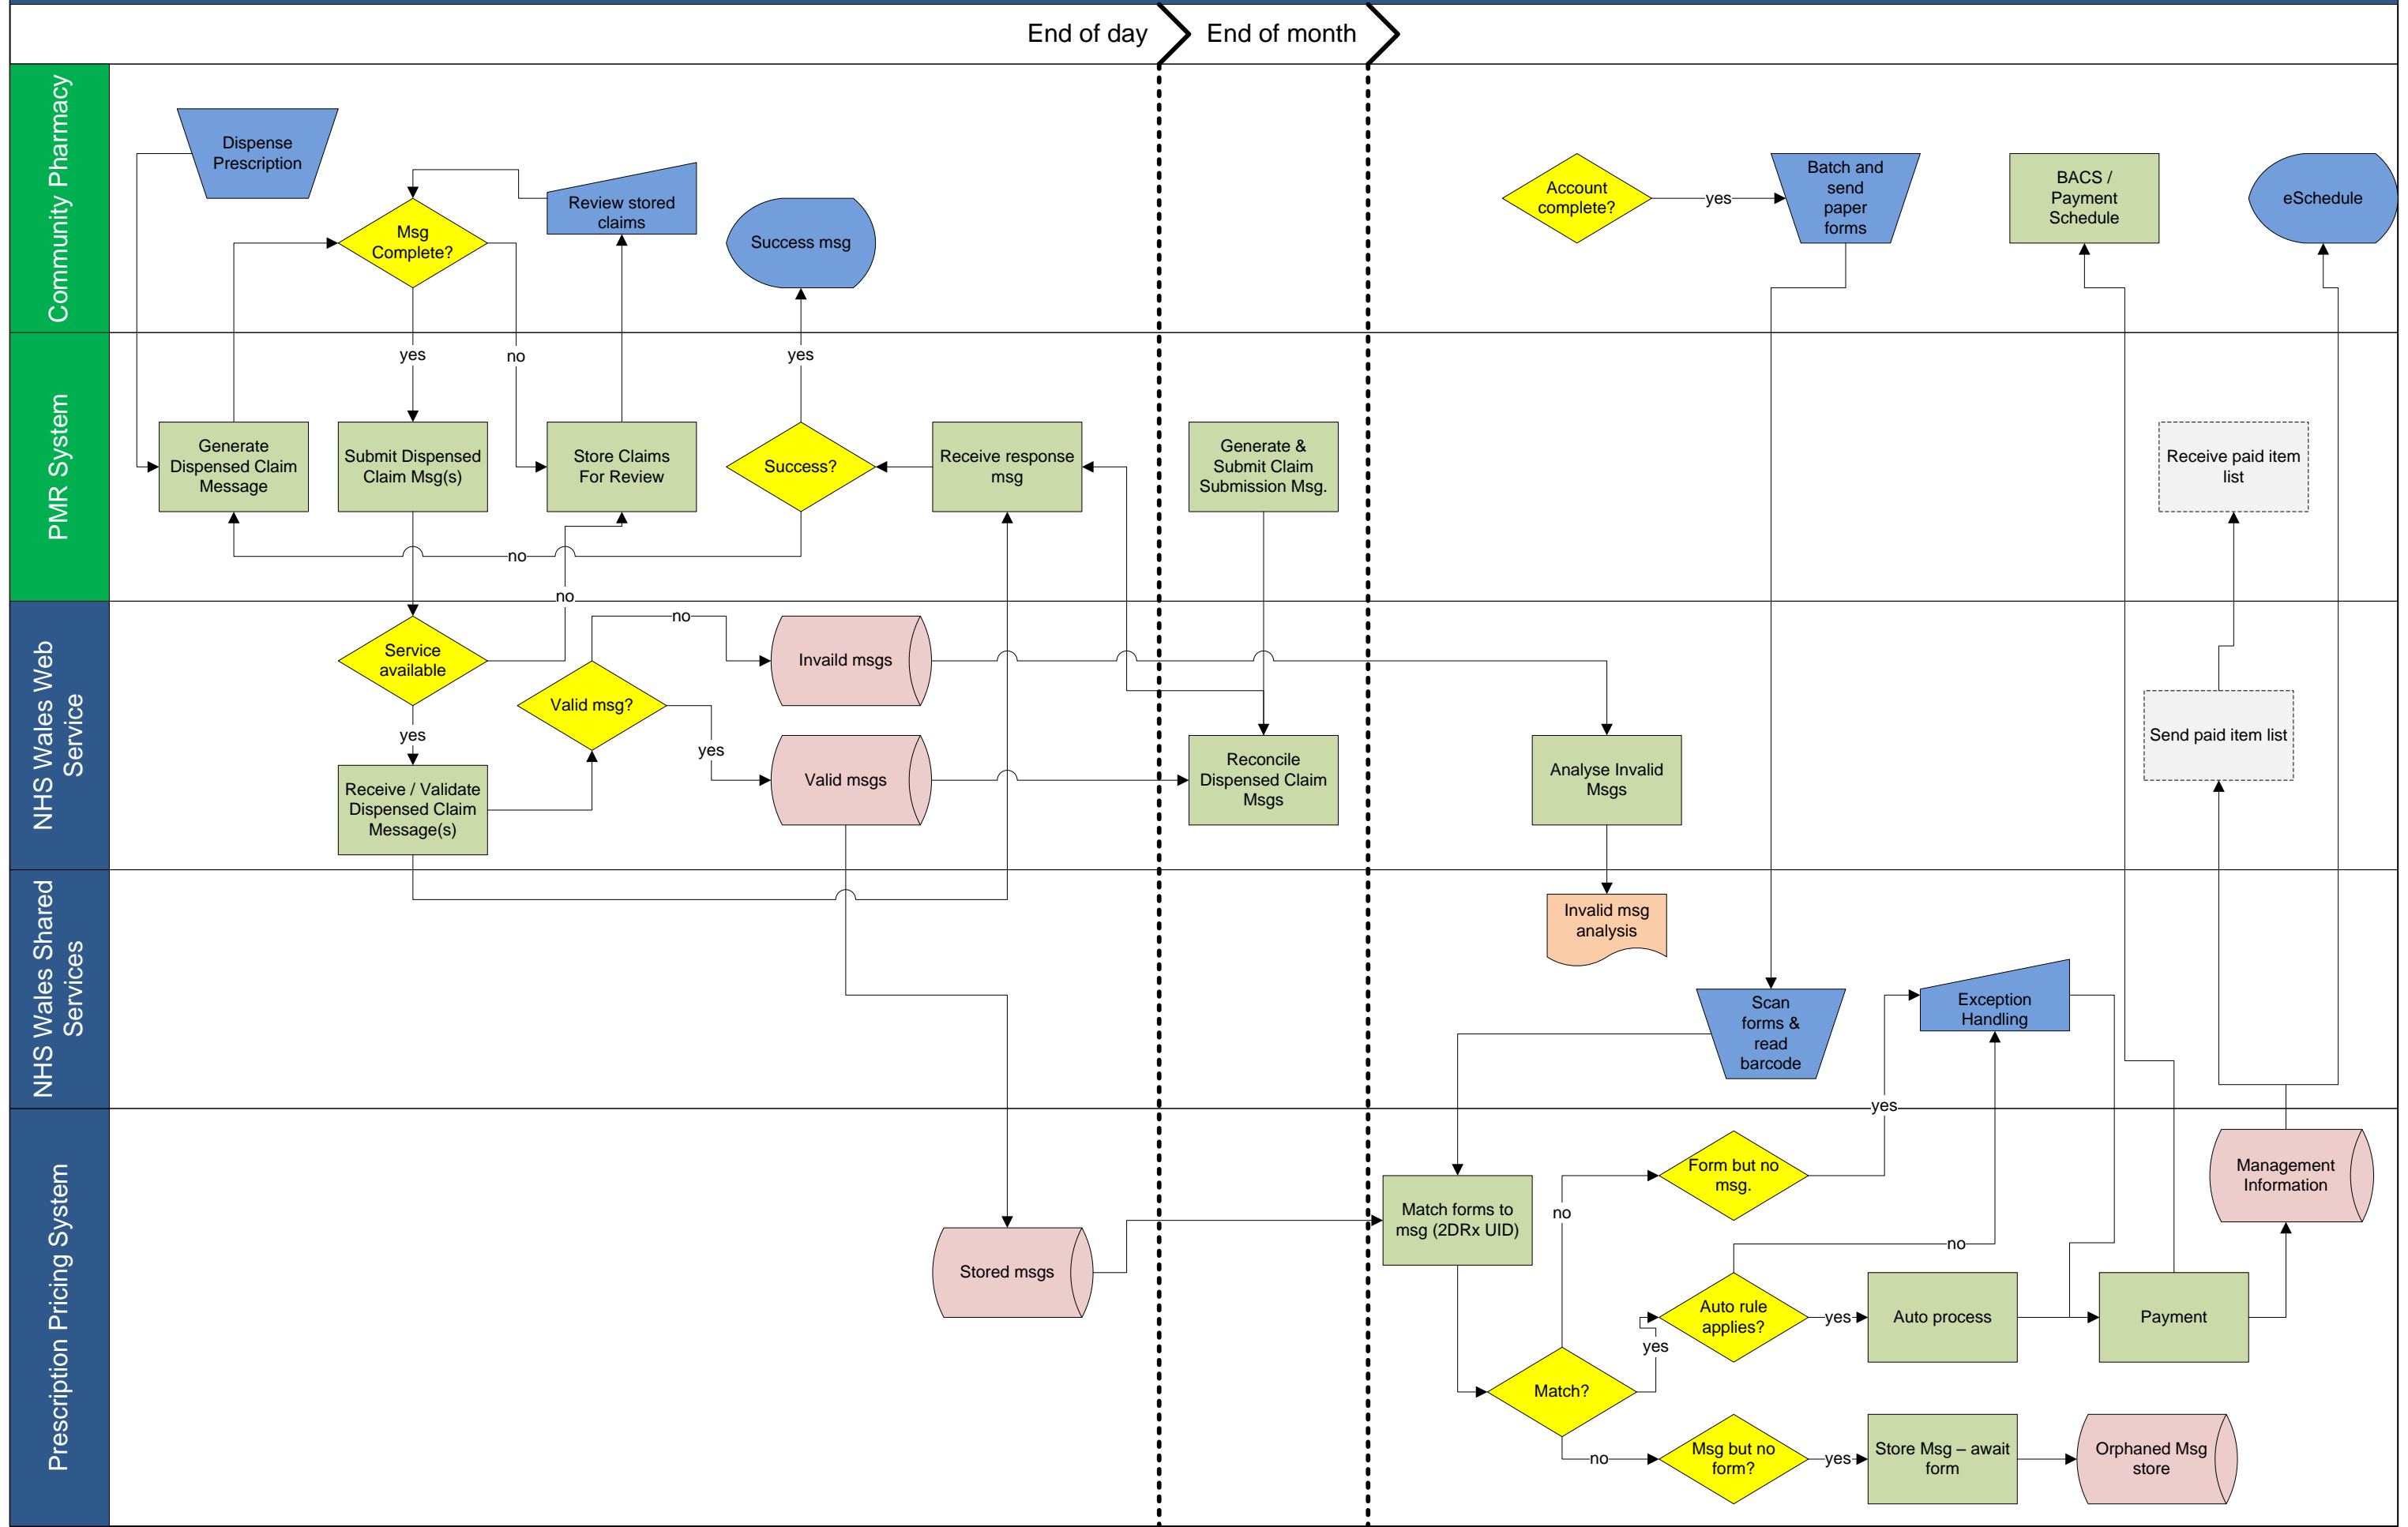 End of day
End of month
Community Pharmacy
Dispense
Prescription
Msg
Complete?
Review stored
claims
Success msg
Account
complete?
yes
Batch and
send
paper
forms
BACS /
Payment
Schedule
eSchedule
PMR System
yes
no
yes
Generate
Dispensed Claim
Message
Submit Dispensed
Claim Msg(s)
Store Claims
For Review
Success?
Receive response
msg
Generate &
Submit Claim
Submission Msg.
Receive paid item
list
no
no
NHS Wales Web
Service
Service
available
no
Invaild msgs
Valid msg?
yes
yes
Receive / Validate
Dispensed Claim
Message(s)
Valid msgs
Reconcile
Dispensed Claim
Msgs
Analyse Invalid
Msgs
Send paid item list
NHS Wales Shared
Services
Invalid msg
analysis
Scan
forms &
read
barcode
Exception
Handling
yes
Prescription Pricing System
Stored msgs
Match forms to
msg (2DRx UID)
no
Form but no
msg.
Management
Information
no
Auto rule
applies?
yes
Auto process
Payment
yes
Match?
no
Msg but no
form?
yes
Store Msg – await
form
Orphaned Msg
store